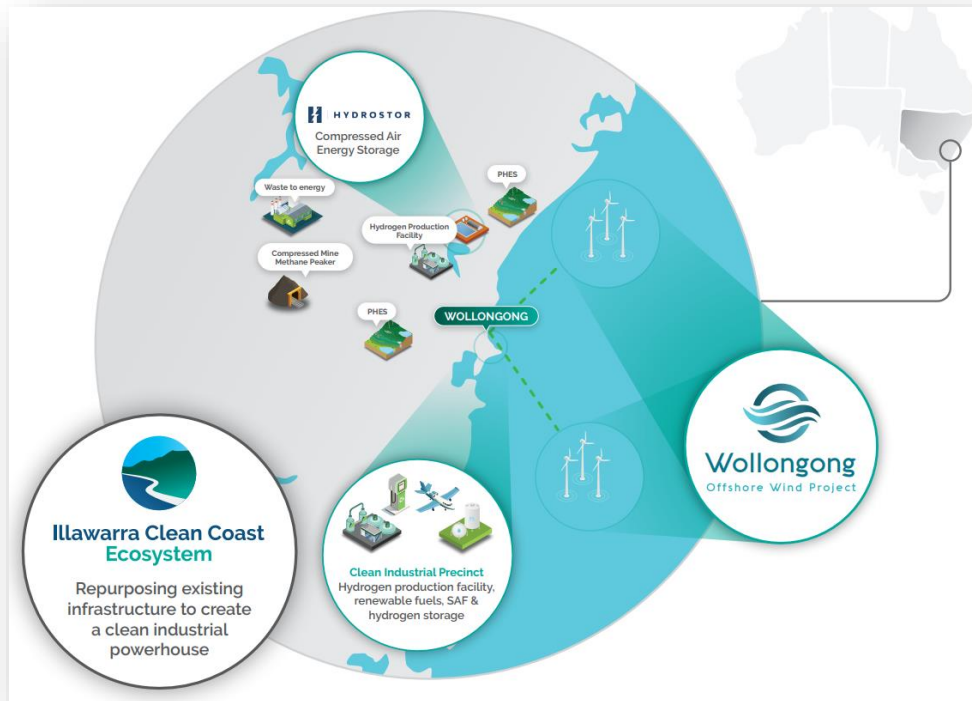 HYDROSTOR
Compressed Air
Energy Storage
PHES
Waste to energy
Hydrogen Production
Facility
Compressed Mine
Methane Peaker
PHES
WOLLONGONG
Wollongong
Offshore Wind Project
Illawarra Clean Coast
Ecosystem
Repurposing existing
infrastructure to create
a clean industrial
powerhouse
Clean Industrial Precinct
Hydrogen production facility,
renewable fuels, SAF &
hydrogen storage